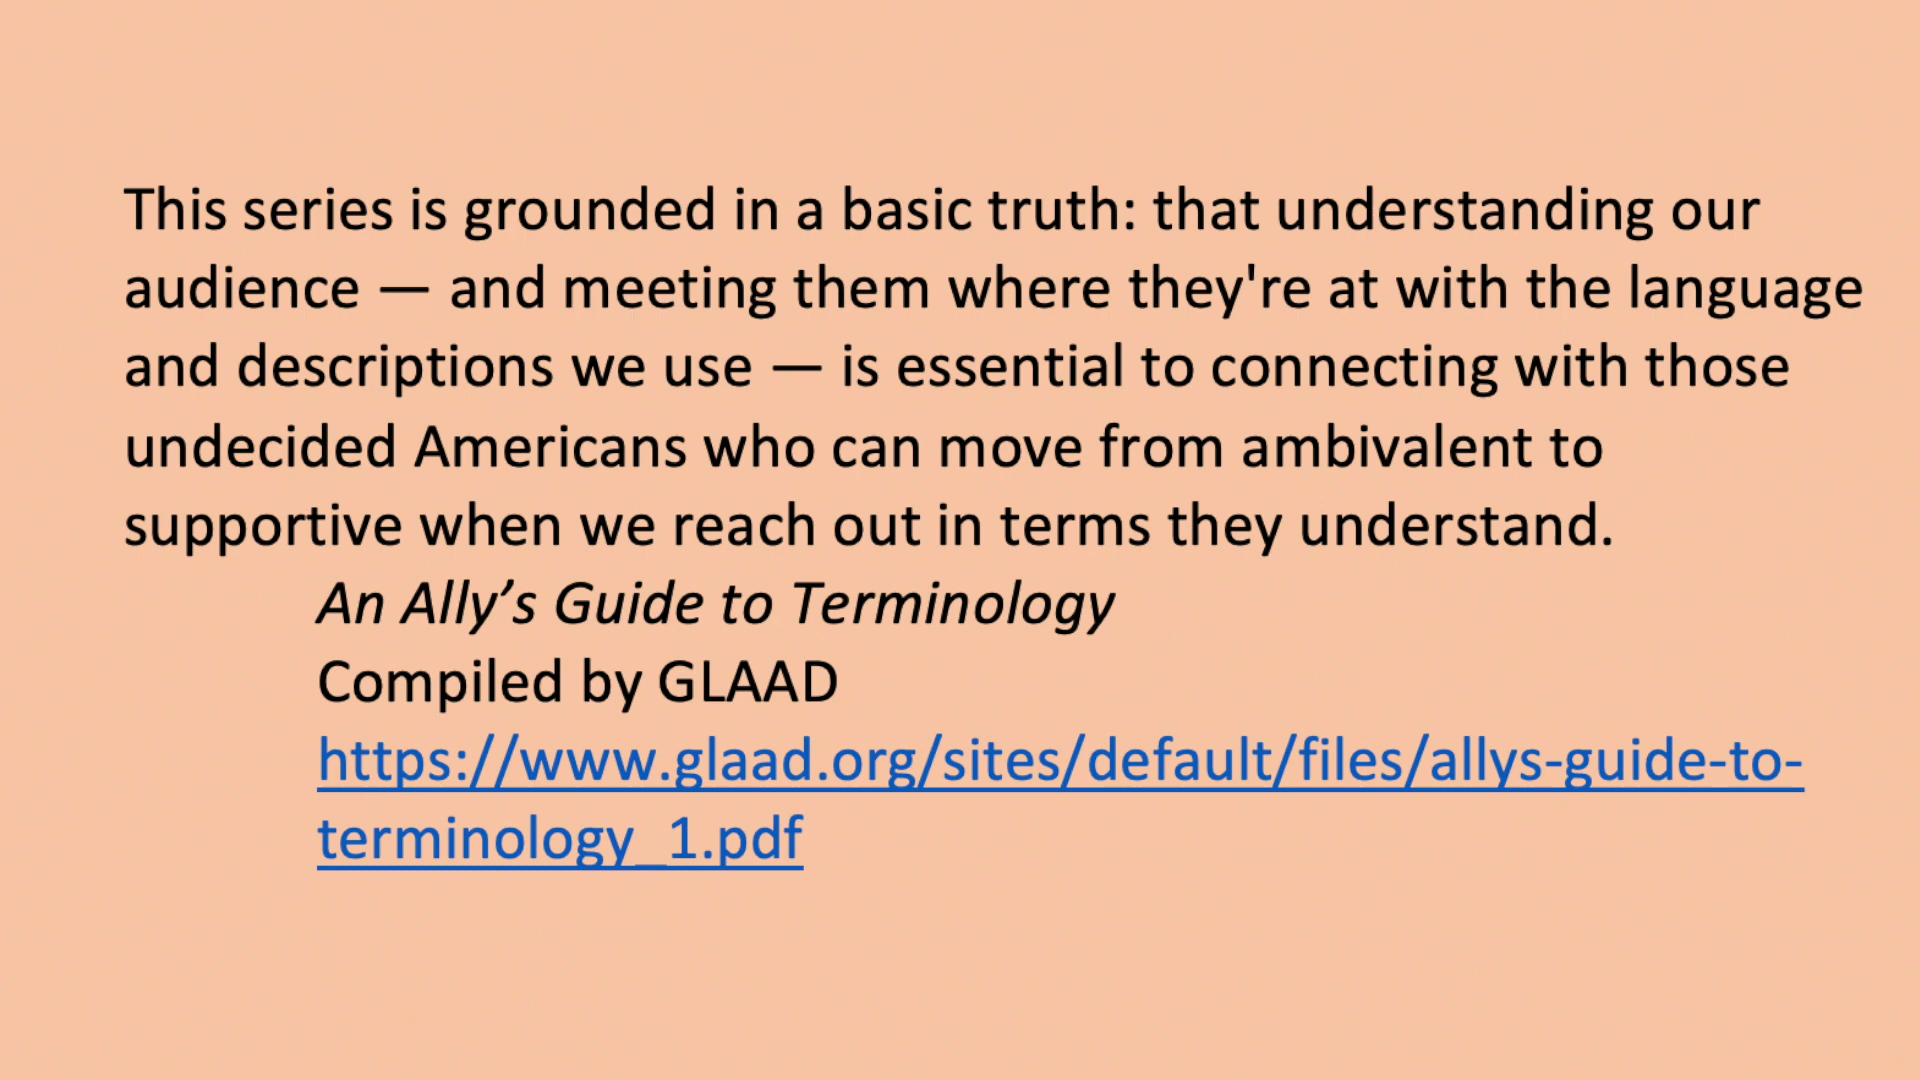 This series is grounded in a basic truth: that understanding our
audience — and meeting them where they're at with the language
and descriptions we use — is essential to connecting with those
undecided Americans who can move from ambivalent to
supportive when we reach out in terms they understand.
An Ally’s Guide to Terminology
Compiled by GLAAD
https://www.glaad.org/sites/default/files/allys-guide-to-
terminology_1.pdf